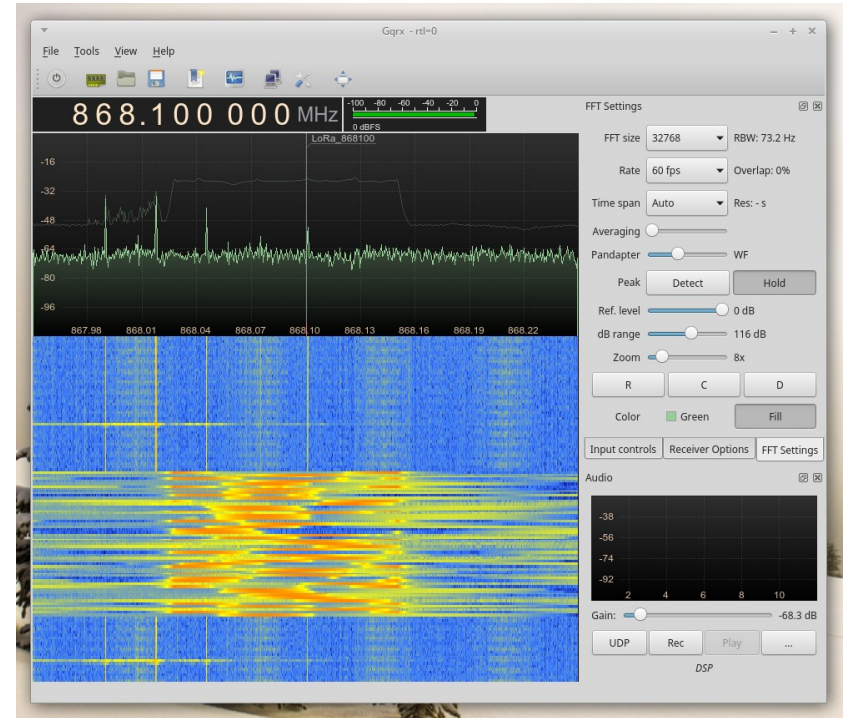 Gqrx - rtl=0
File Tools View Help
868.100 000 MHz
-100 -80 -60 -40 -20 0
0 dBFS
LoRa_868100
-16
-32
-48
-64
-80
-96
867.98 868.01 868.04 868.07 868.10 868.13 868.16 868.19 868.22
FFT Settings
FFT size 32768 RBW: 73.2 Hz
Rate 60 fps Overlap: 0%
Time span Auto Res: - s
Averaging
Pandapter WF
Peak Detect Hold
Ref. level 0 dB
dB range 116 dB
Zoom 8x
R C D
Color Green Fill
Input controls Receiver Options FFT Settings
Audio
-38
-56
-74
-92
2 4 6 8 10
Gain: -68.3 dB
UDP Rec Play ...
DSP